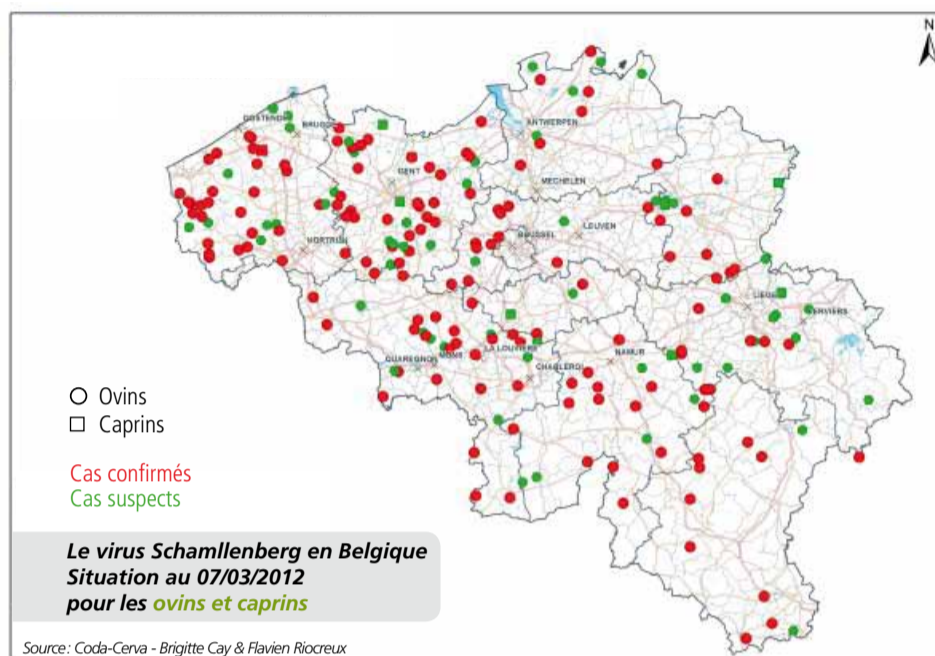 N
OSTENDE
BRUGGE
ANTWERPEN
GENT
MECHELEN
KORTRIJK
BRUSSEL
LEUVEN
LIEGE
VERVIERS
QUAREGNON
MONS
LA LOUVIERE
CHARLEROI
NAMUR
Ovins
Caprins
Cas confirmés
Cas suspects
Le virus Schamllenberg en Belgique
Situation au 07/03/2012
pour les ovins et caprins
Source: Coda-Cerva - Brigitte Cay & Flavien Riocreux